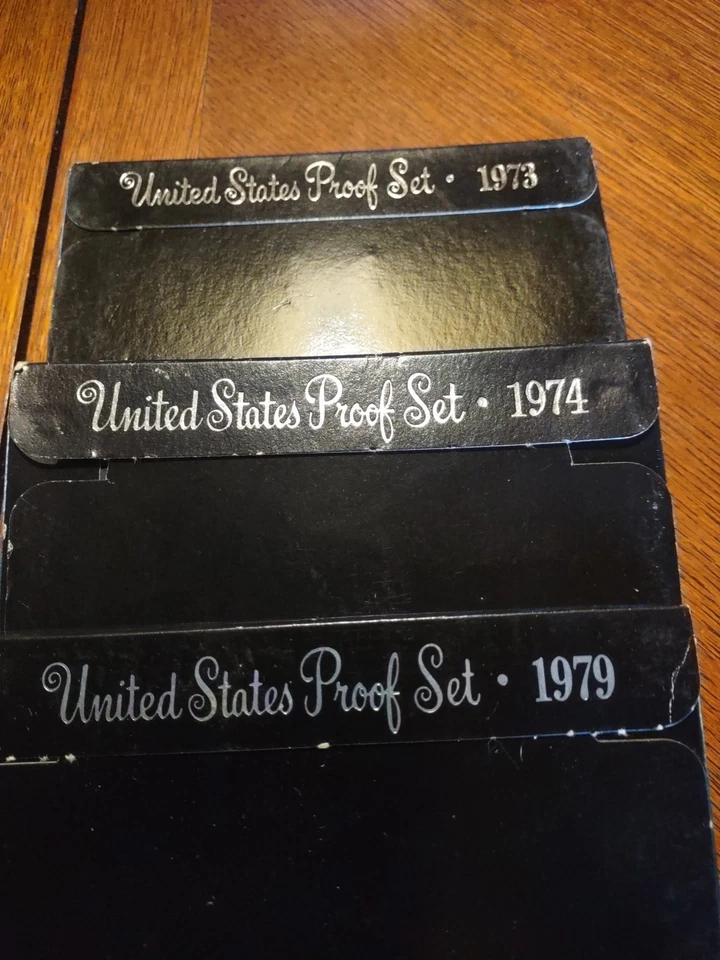 United States Proof Set • 1973
United States Proof Set • 1974
United States Proof Set • 1979